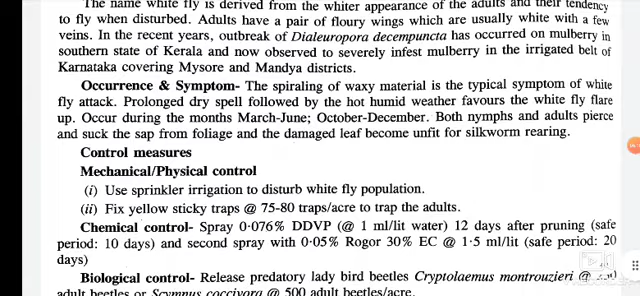 The name white fly is derived from the whiter appearance of the adults and their tendency
to fly when disturbed. Adults have a pair of floury wings which are usually white with a few
veins. In the recent years, outbreak of Dialeuropora decempuncta has occurred on mulberry in
southern state of Kerala and now observed to severely infest mulberry in the irrigated belt of
Karnataka covering Mysore and Mandya districts.
Occurrence & Symptom- The spiraling of waxy material is the typical symptom of white
fly attack. Prolonged dry spell followed by the hot humid weather favours the white fly flare
up. Occur during the months March-June; October-December. Both nymphs and adults pierce
and suck the sap from foliage and the damaged leaf become unfit for silkworm rearing.
Control measures
Mechanical/Physical control
(i) Use sprinkler irrigation to disturb white fly population.
(ii) Fix yellow sticky traps @ 75-80 traps/acre to trap the adults.
Chemical control- Spray 0·076% DDVP (@ 1 ml/lit water) 12 days after pruning (safe
period: 10 days) and second spray with 0·05% Rogor 30% EC @ 1·5 ml/lit (safe period: 20
days)
Biological control- Release predatory lady bird beetles Cryptolaemus montrouzieri @
adult beetles or Scymnus coccivora @ 500 adult beetles/acre.